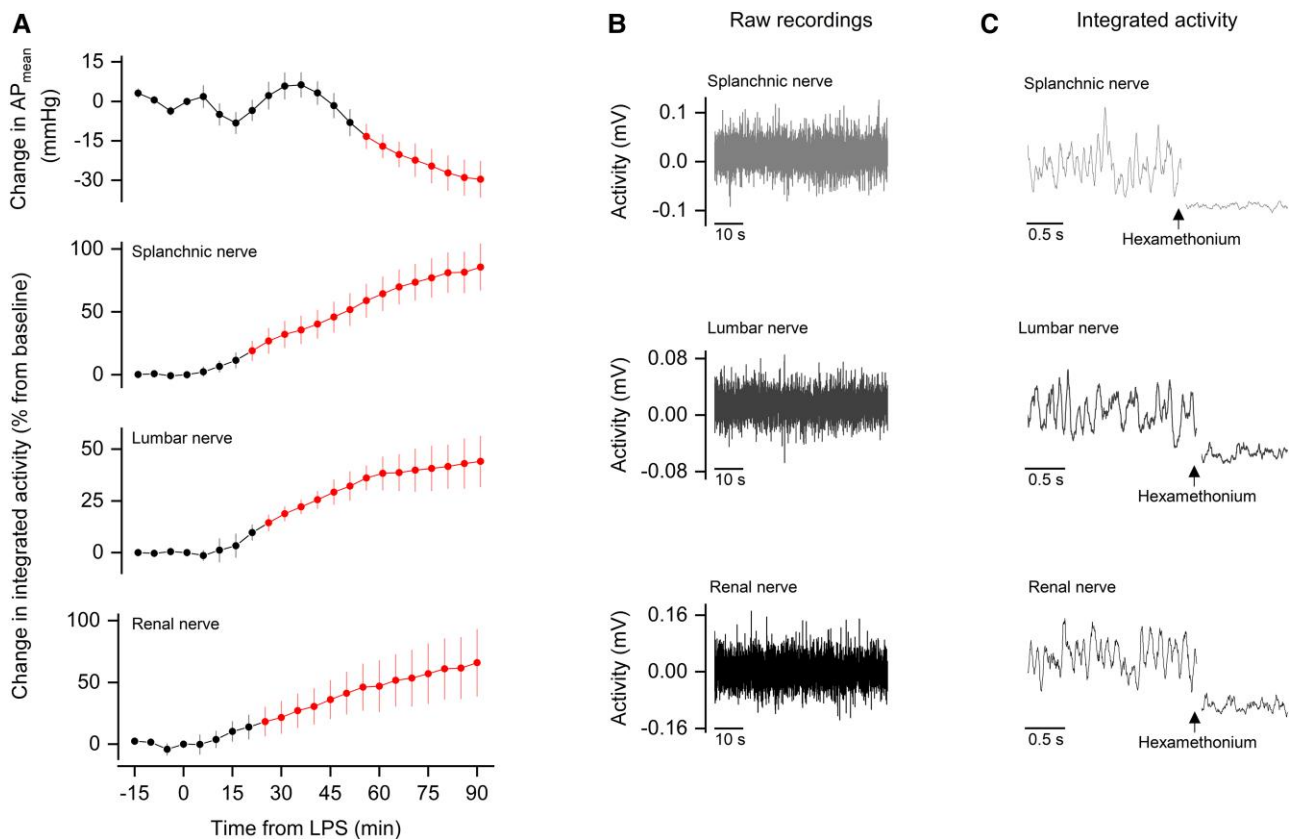 A
Change in APmean
(mmHg)
15
0
-15
-30
Change in integrated activity (% from baseline)
Splanchnic nerve
100
50
0
Lumbar nerve
50
25
0
Renal nerve
100
50
0
-15 0 15 30 45 60 75 90
Time from LPS (min)
B
Raw recordings
Splanchnic nerve
Activity (mV)
0.1
0.0
-0.1
10 s
Lumbar nerve
Activity (mV)
0.08
0.00
-0.08
10 s
Renal nerve
Activity (mV)
0.16
0.00
-0.16
10 s
C
Integrated activity
Splanchnic nerve
0.5 s
Hexamethonium
Lumbar nerve
0.5 s
Hexamethonium
Renal nerve
0.5 s
Hexamethonium